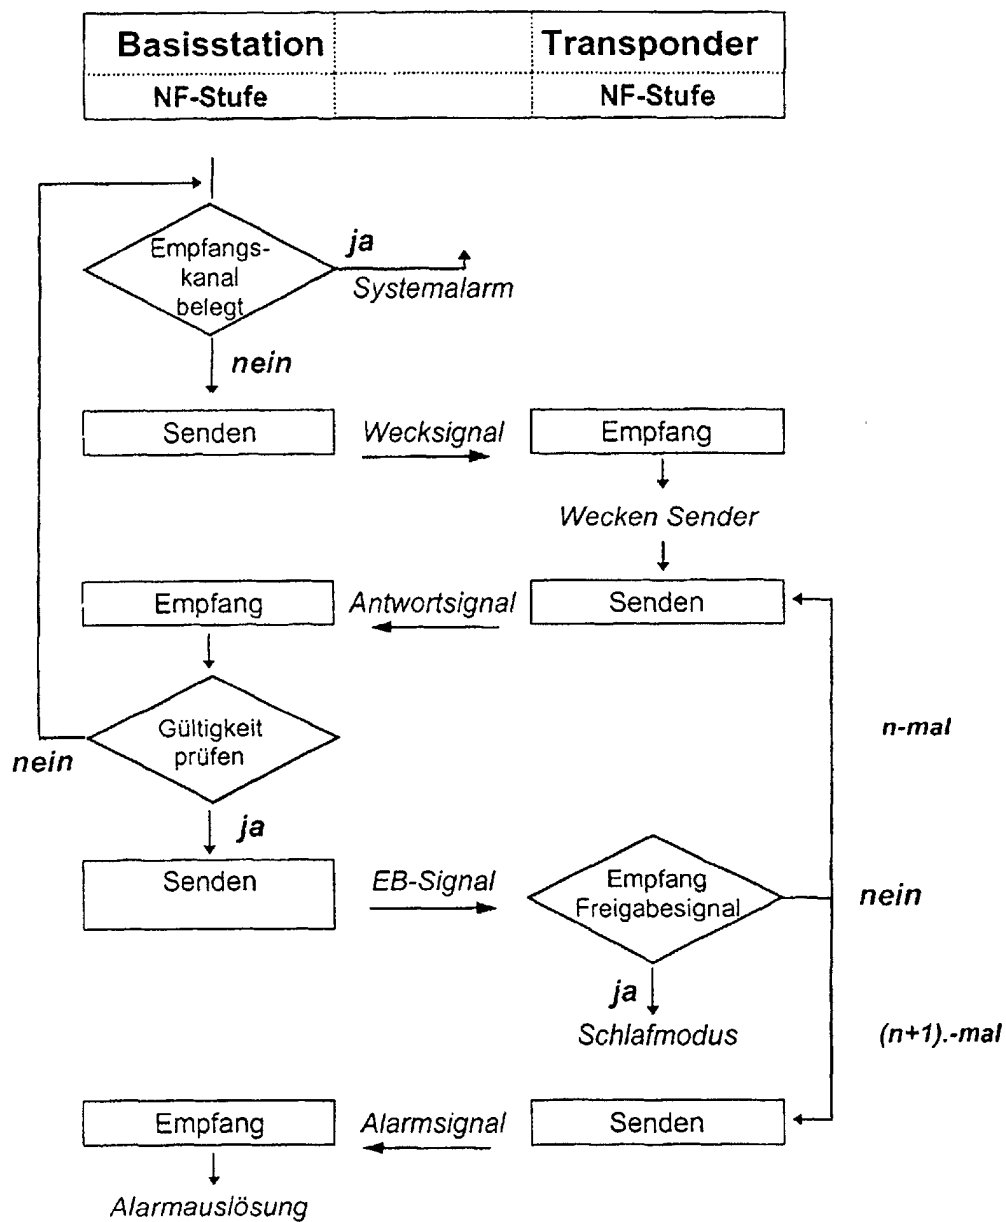 Basisstation Transponder
NF-Stufe NF-Stufe
Empfangs-
kanal
belegt
ja
Systemalarm
nein
Senden Wecksignal Empfang
Wecken Sender
Empfang Antwortsignal Senden
Gültigkeit
prüfen
nein
n-mal
ja
Senden EB-Signal Empfang
Freigabesignal
nein
ja
Schlafmodus
(n+1).-mal
Empfang Alarmsignal Senden
Alarmauslösung